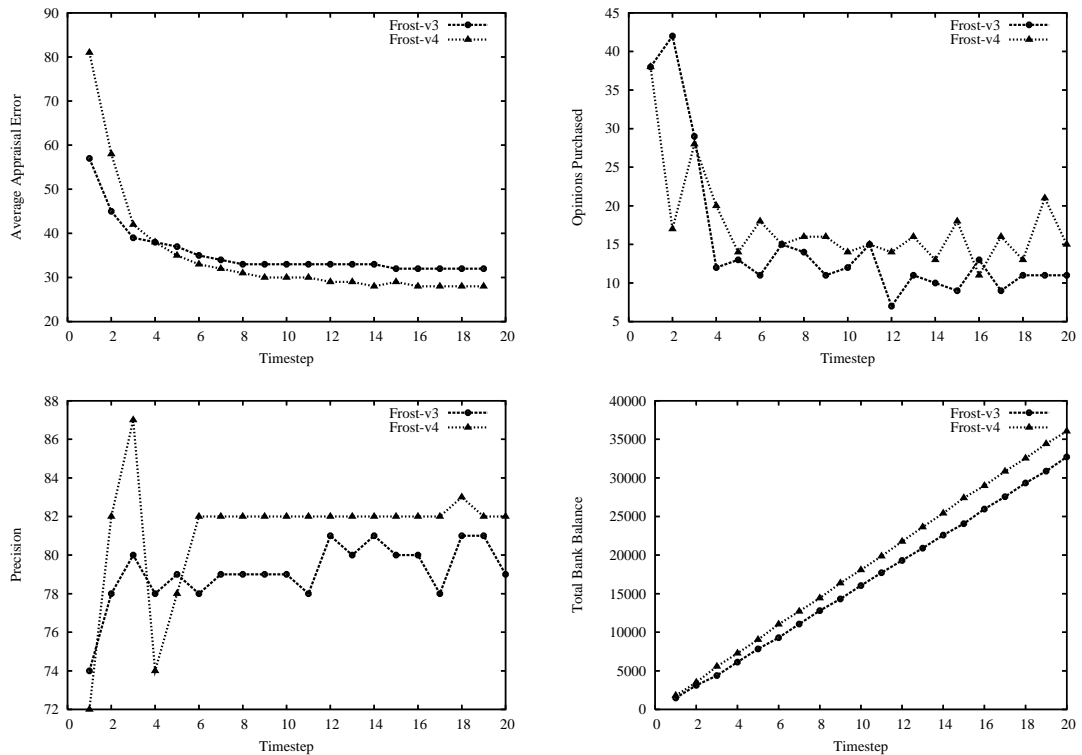 Frost-v3
Frost-v4
90
80
70
60
50
40
30
20
0 2 4 6 8 10 12 14 16 18 20
Average Appraisal Error
Timestep
Frost-v3
Frost-v4
45
40
35
30
25
20
15
10
5
0 2 4 6 8 10 12 14 16 18 20
Opinions Purchased
Timestep
Frost-v3
Frost-v4
88
86
84
82
80
78
76
74
72
0 2 4 6 8 10 12 14 16 18 20
Precision
Timestep
Frost-v3
Frost-v4
40000
35000
30000
25000
20000
15000
10000
5000
0
0 2 4 6 8 10 12 14 16 18 20
Total Bank Balance
Timestep